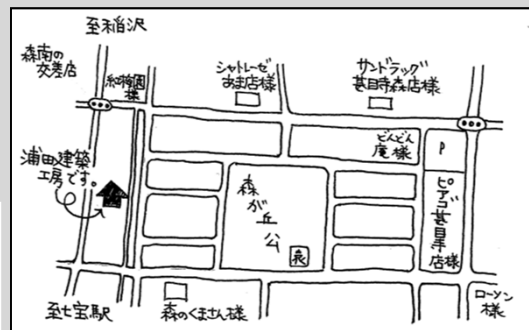 至稲沢
森南の
交差店
和楠園
様
シャトレーゼ
あま店様
サンドラッグ
甚目寺森店様
どんどん
庵様
P
浦田建築
工房です。
森が丘公
ピアゴ甚目寺
店様
至七宝駅
森のくまさん様
ローソン
様